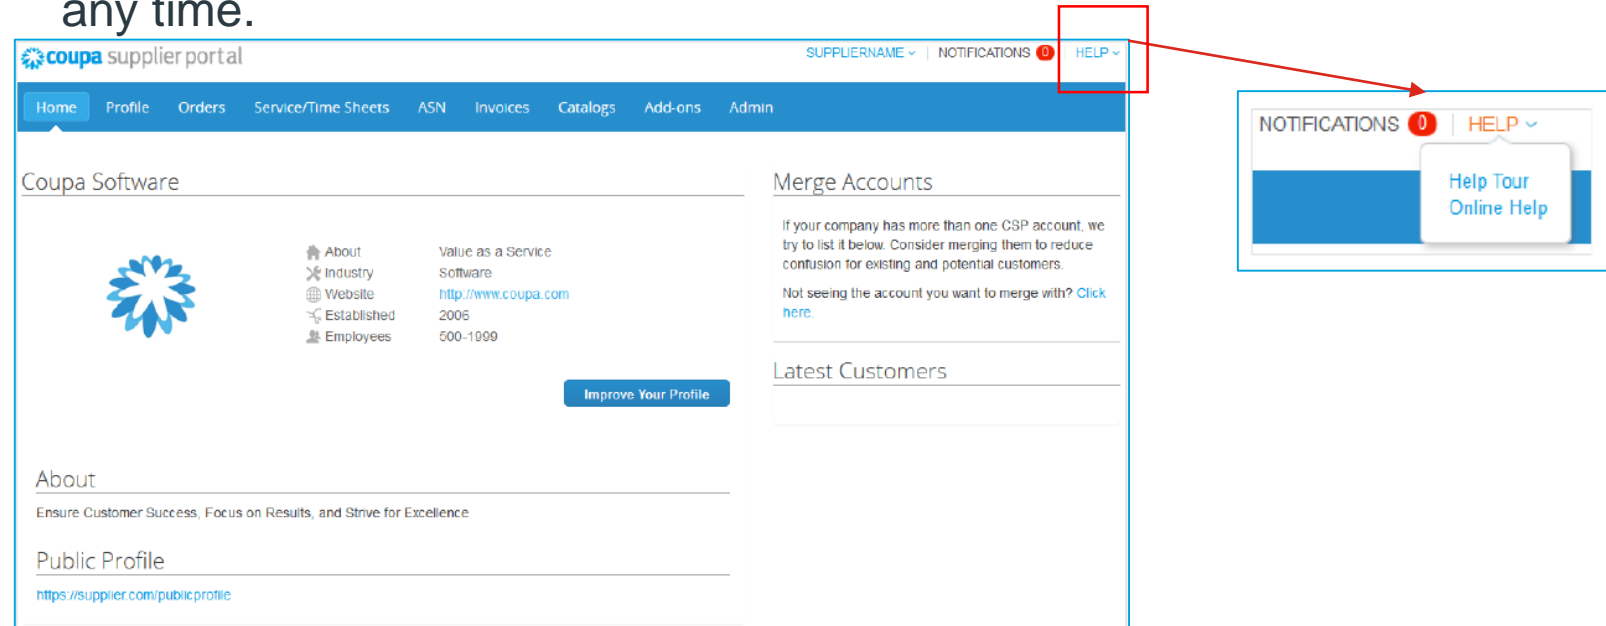 any time.
coupa supplier portal
SUPPLIERNAME
NOTIFICATIONS 0
HELP
Home Profile Orders Service/Time Sheets ASN Invoices Catalogs Add-ons Admin
Coupa Software
About Value as a Service
Industry Software
Website http://www.coupa.com
Established 2006
Employees 500-1999
Improve Your Profile
About
Ensure Customer Success, Focus on Results, and Strive for Excellence
Public Profile
https://supplier.com/publicprofile
Merge Accounts
If your company has more than one CSP account, we
try to list it below. Consider merging them to reduce
confusion for existing and potential customers.
Not seeing the account you want to merge with? Click
here.
Latest Customers
NOTIFICATIONS 0 HELP
Help Tour
Online Help